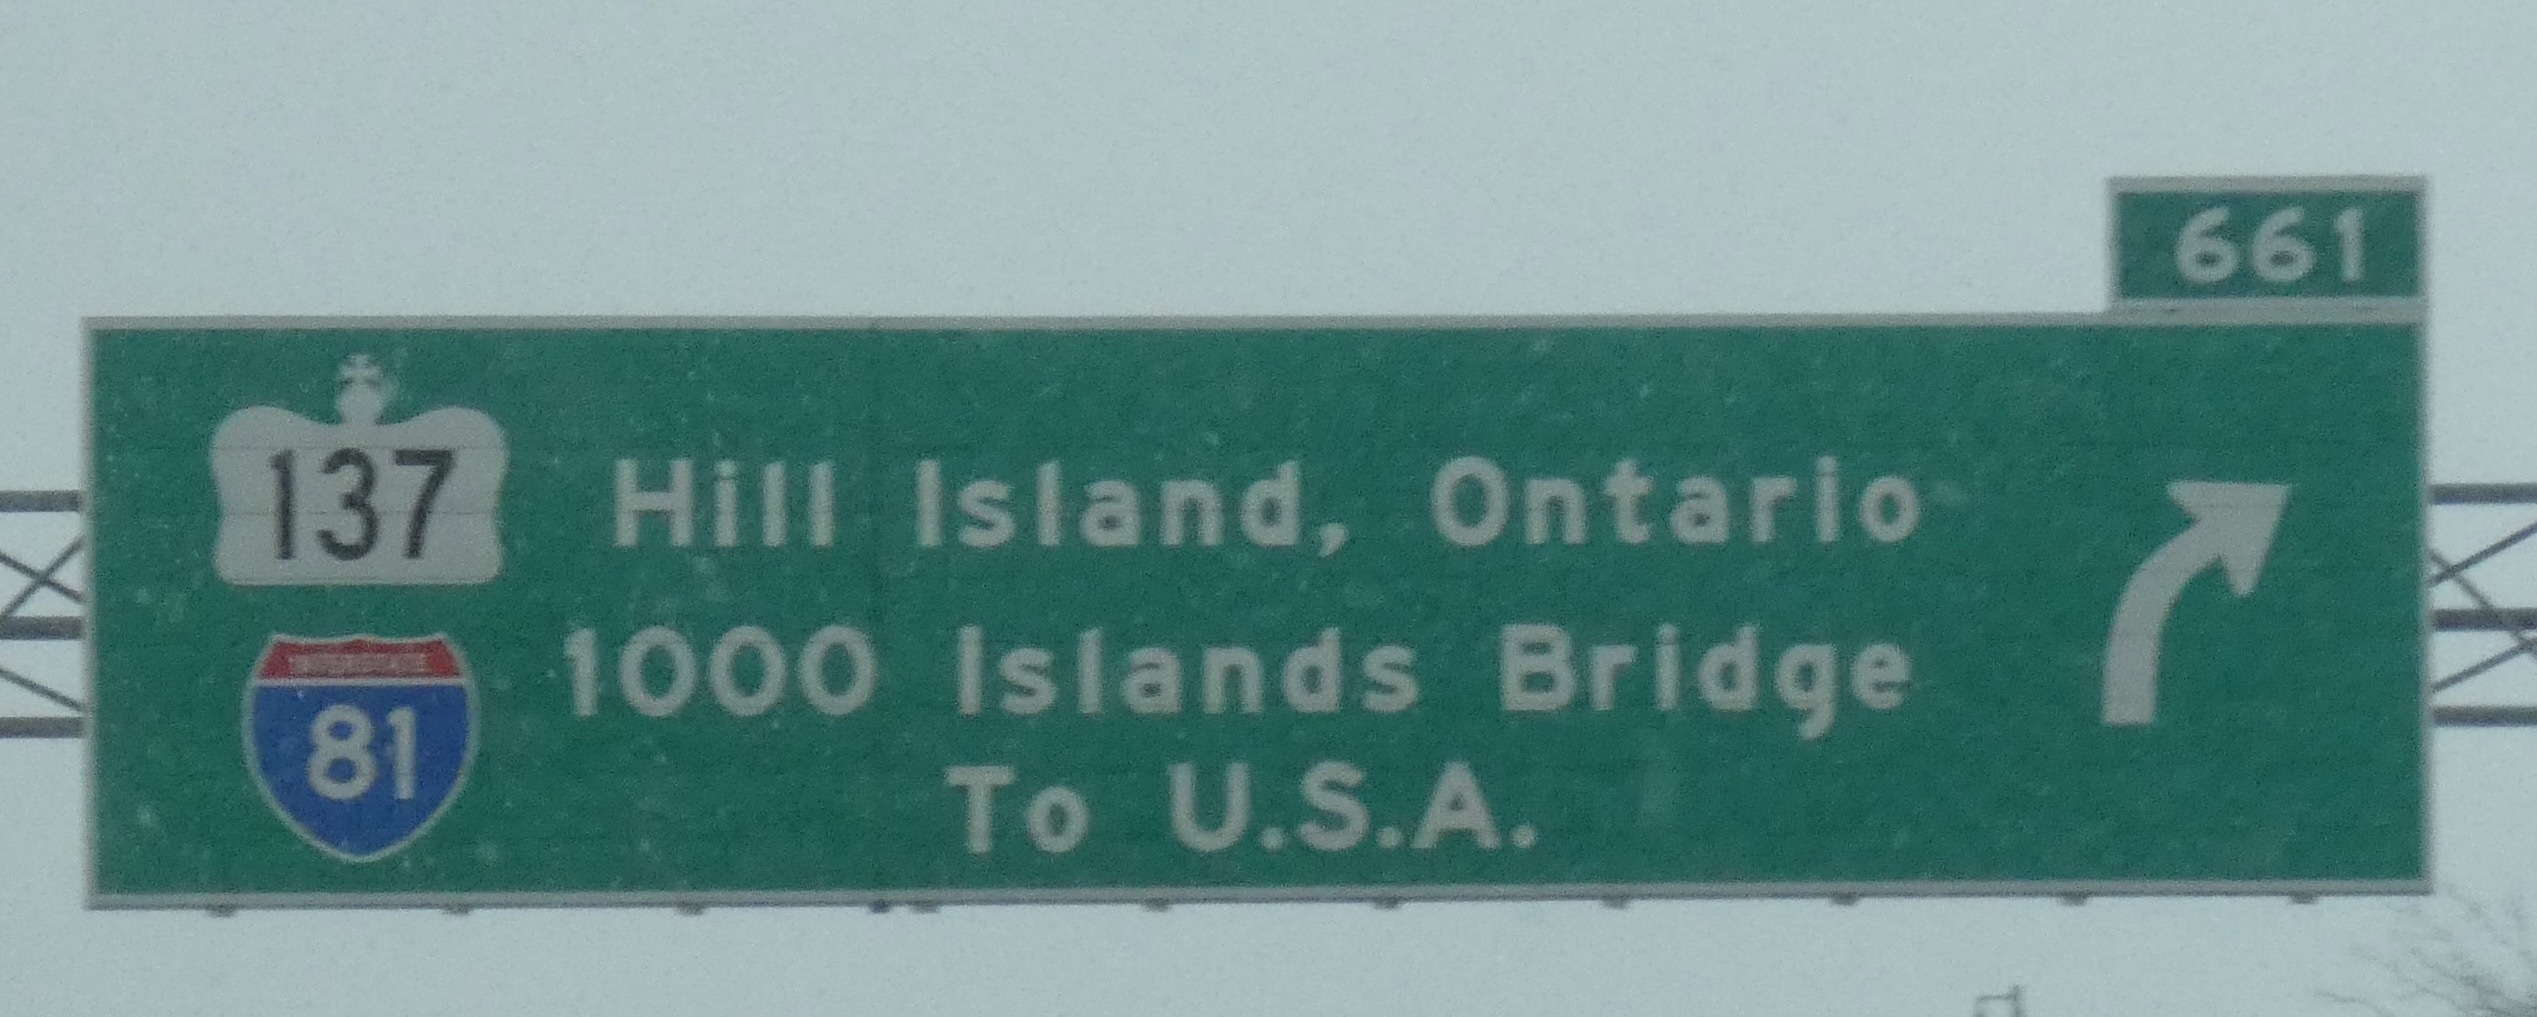 661
137
Hill Island, Ontario
1000 Islands Bridge
81
To U.S.A.